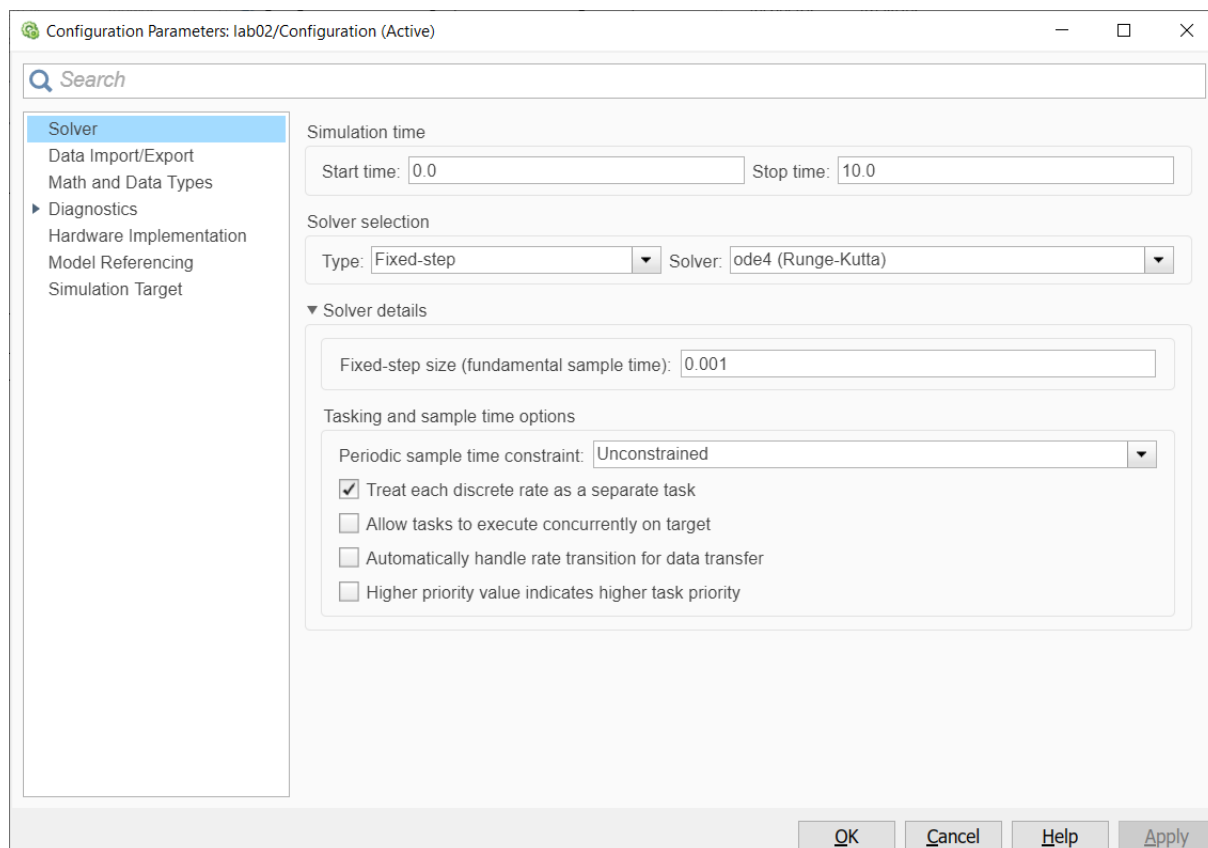 Configuration Parameters: lab02/Configuration (Active)
Search
Solver
Data Import/Export
Math and Data Types
Diagnostics
Hardware Implementation
Model Referencing
Simulation Target
Simulation time
Start time: 0.0 Stop time: 10.0
Solver selection
Type: Fixed-step Solver: ode4 (Runge-Kutta)
Solver details
Fixed-step size (fundamental sample time): 0.001
Tasking and sample time options
Periodic sample time constraint: Unconstrained
Treat each discrete rate as a separate task
Allow tasks to execute concurrently on target
Automatically handle rate transition for data transfer
Higher priority value indicates higher task priority
OK Cancel Help Apply